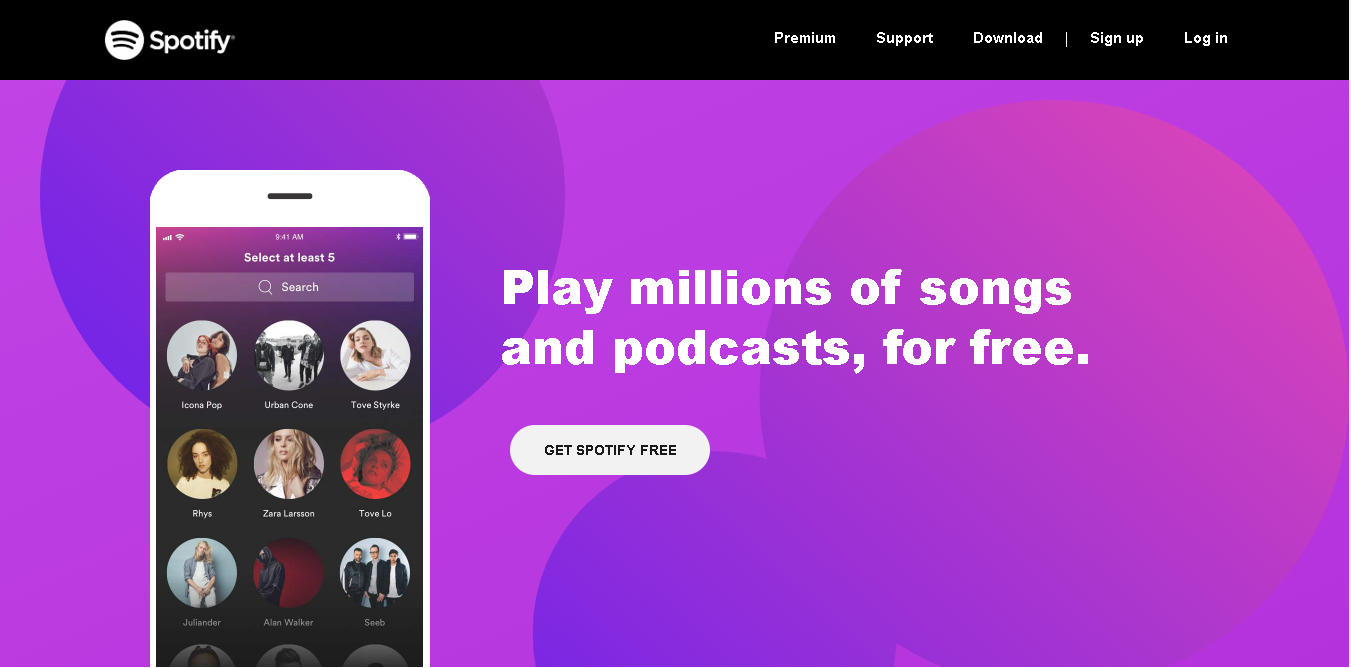 Spotify®
Premium Support Download | Sign up Log in
9:41 AM
Select at least 5
Search
Icona Pop Urban Cone Tove Styrke
Rhys Zara Larsson Tove Lo
Juliander Alan Walker Seeb
Play millions of songs
and podcasts, for free.
GET SPOTIFY FREE